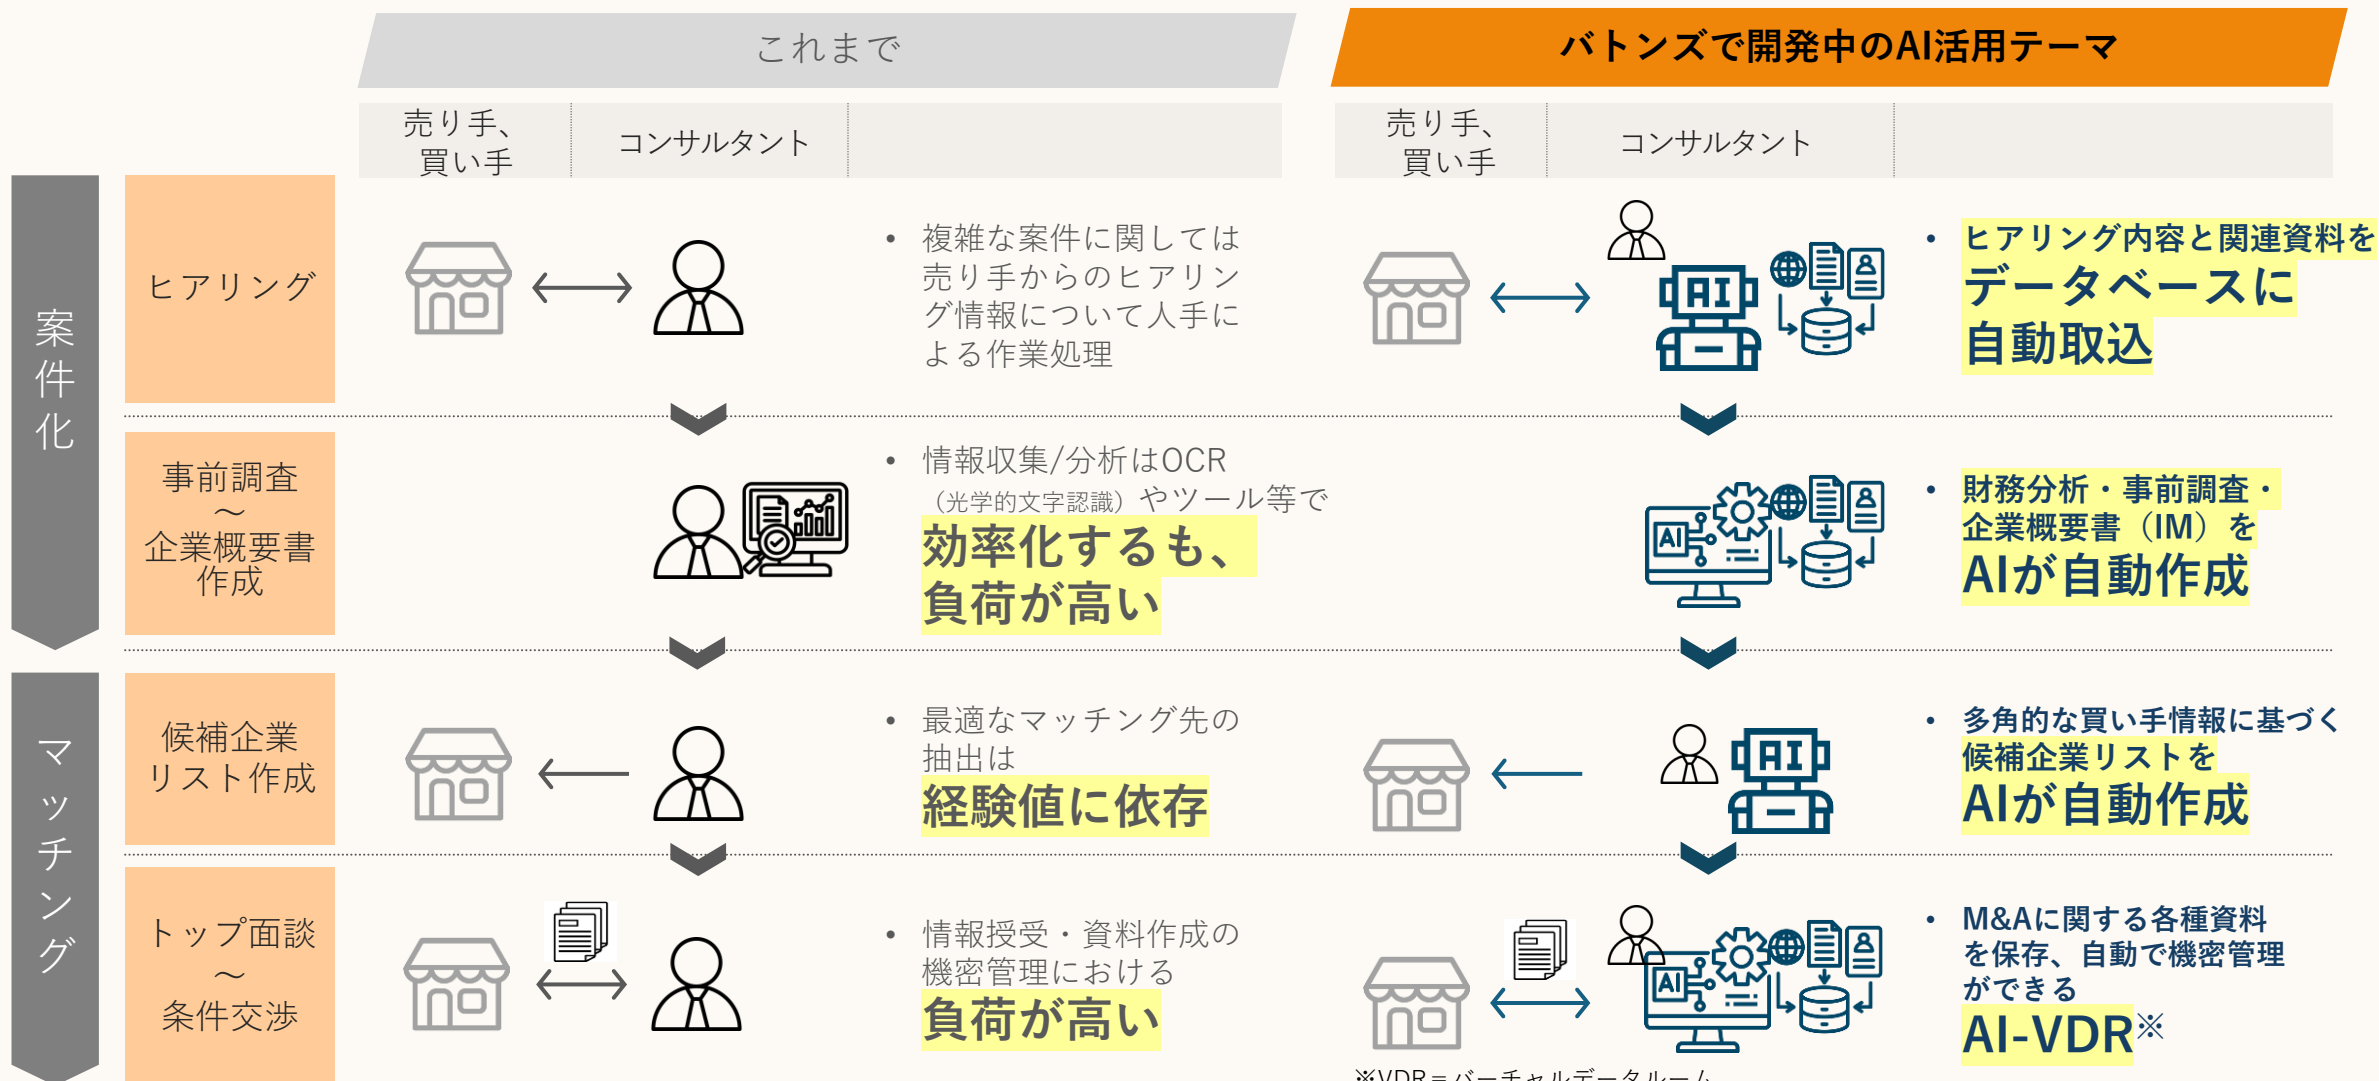 これまで
バトンズで開発中のAI活用テーマ
売り手、
買い手
コンサルタント
売り手、
買い手
コンサルタント
案件化
ヒアリング
• 複雑な案件に関しては
売り手からのヒアリン
グ情報について人手に
よる作業処理
AI
• ヒアリング内容と関連資料を
データベースに
自動取込
事前調査
～
企業概要書
作成
• 情報収集/分析はOCR
（光学的文字認識）やツール等で
効率化するも、
負荷が高い
AI
• 財務分析・事前調査・
企業概要書（IM）を
AIが自動作成
マッチング
候補企業
リスト作成
• 最適なマッチング先の
抽出は
経験値に依存
AI
• 多角的な買い手情報に基づく
候補企業リストを
AIが自動作成
トップ面談
～
条件交渉
• 情報授受・資料作成の
機密管理における
負荷が高い
AI
• M&Aに関する各種資料
を保存、自動で機密管理
ができる
AI-VDR※
※VDR＝バーチャルデータルーム